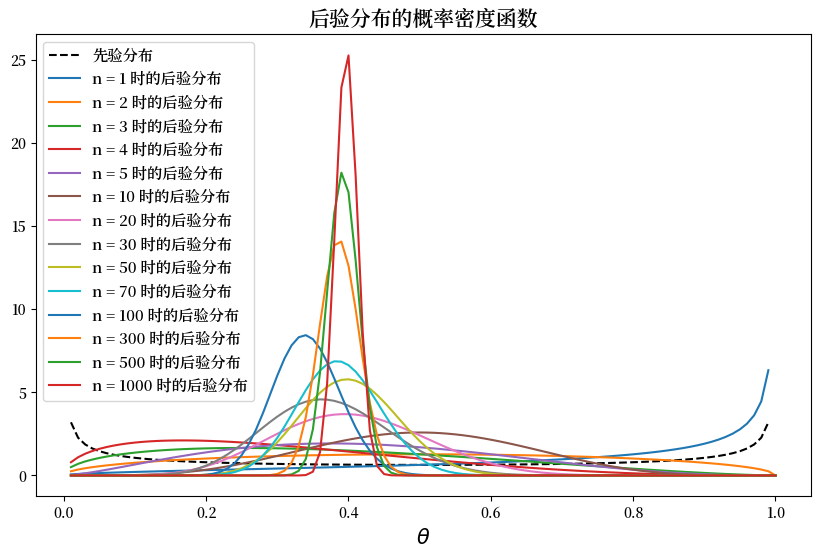 后验分布的概率密度函数
先验分布
n = 1 时的后验分布
n = 2 时的后验分布
n = 3 时的后验分布
n = 4 时的后验分布
n = 5 时的后验分布
n = 10 时的后验分布
n = 20 时的后验分布
n = 30 时的后验分布
n = 50 时的后验分布
n = 70 时的后验分布
n = 100 时的后验分布
n = 300 时的后验分布
n = 500 时的后验分布
n = 1000 时的后验分布
25
20
15
10
5
0
0.0 0.2 0.4 0.6 0.8 1.0
θ